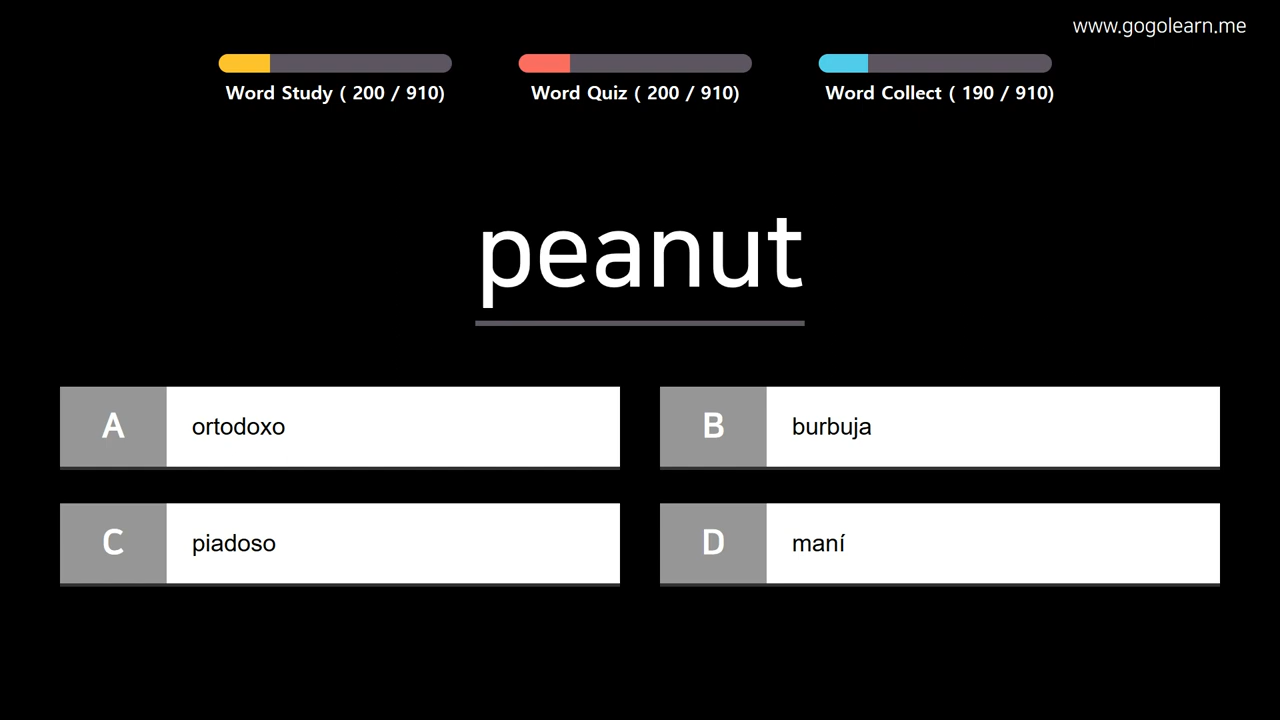 www.gogolearn.me
Word Study ( 200 / 910)
Word Quiz ( 200 / 910)
Word Collect ( 190 / 910)
peanut
A ortodoxo
B burbuja
C piadoso
D maní